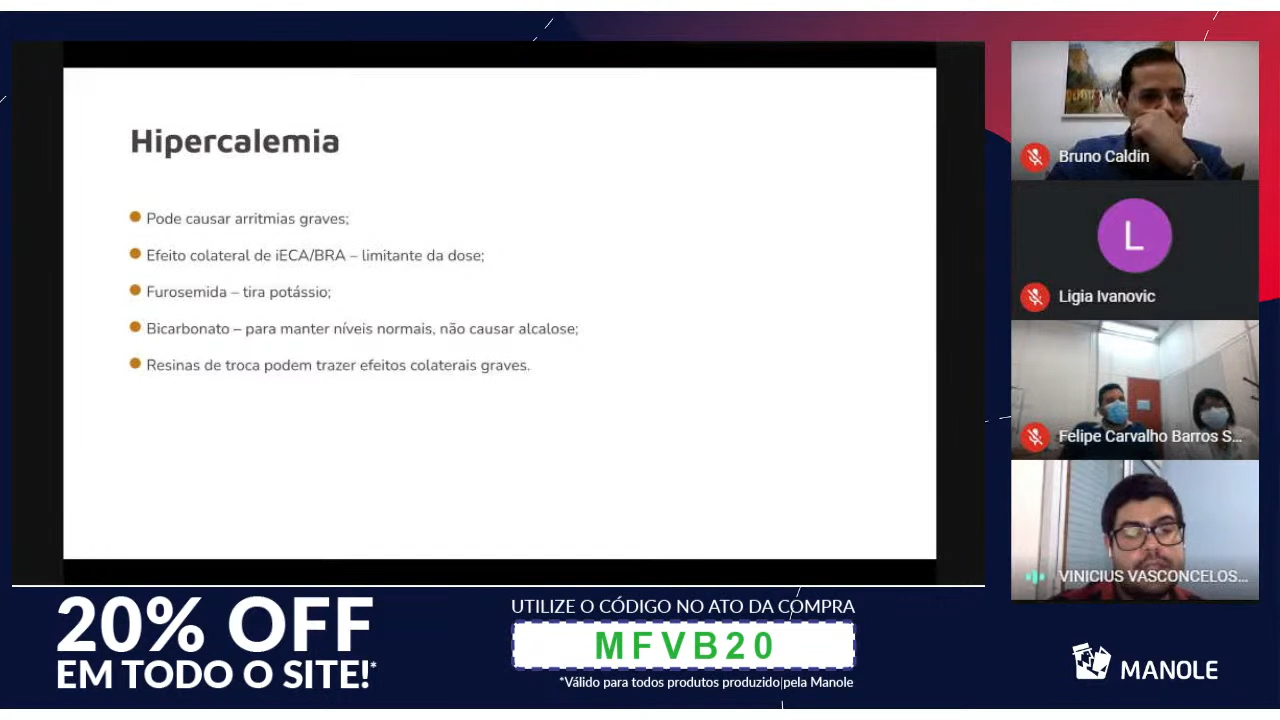 Hipercalemia
Pode causar arritmias graves;
Efeito colateral de iECA/BRA – limitante da dose;
Furosemida – tira potássio;
Bicarbonato – para manter níveis normais, não causar alcalose;
Resinas de troca podem trazer efeitos colaterais graves.
Bruno Caldin
L
Ligia Ivanovic
Felipe Carvalho Barros S...
VINICIUS VASCONCELOS...
20% OFF
EM TODO O SITE!*
UTILIZE O CÓDIGO NO ATO DA COMPRA
MFVB20
*Válido para todos produtos produzido pela Manole
MANOLE